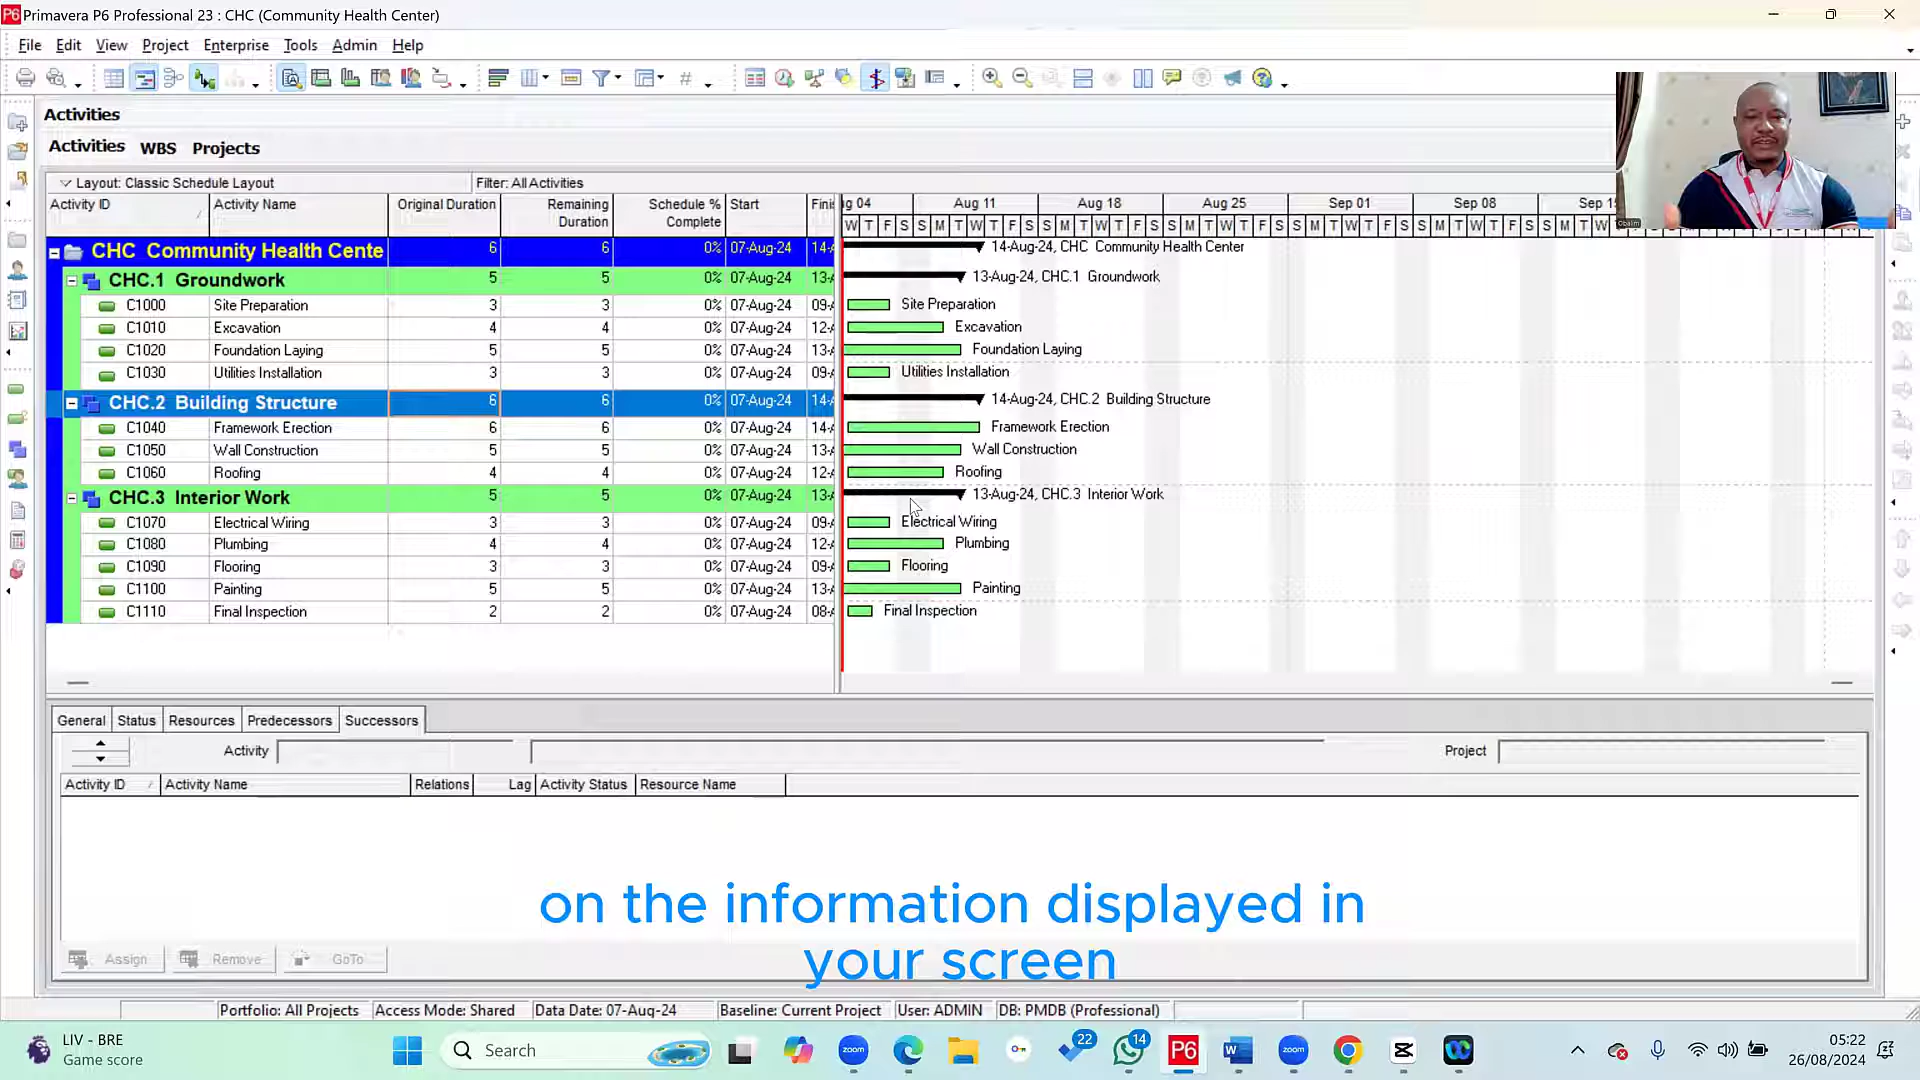 P6 Primavera P6 Professional 23 : CHC (Community Health Center)
File Edit View Project Enterprise Tools Admin Help
Activities
Activities WBS Projects
Layout: Classic Schedule Layout Filter: All Activities
Activity ID Activity Name Original Duration Remaining Duration Schedule % Complete Start Aug 11 Aug 18 Aug 25 Sep 01 Sep 08
W T F S S M T W T F S S M T W T F S S M T W T F S S M T W T F S S M T W T F S S M T W
CHC Community Health Cente 6 6 0% 07-Aug-24 14-Aug-24, CHC Community Health Center
CHC.1 Groundwork 5 5 0% 07-Aug-24 13-Aug-24, CHC.1 Groundwork
C1000 Site Preparation 3 3 0% 07-Aug-24 Site Preparation
C1010 Excavation 4 4 0% 07-Aug-24 Excavation
C1020 Foundation Laying 5 5 0% 07-Aug-24 Foundation Laying
C1030 Utilities Installation 3 3 0% 07-Aug-24 Utilities Installation
CHC.2 Building Structure 6 6 0% 07-Aug-24 14-Aug-24, CHC.2 Building Structure
C1040 Framework Erection 6 6 0% 07-Aug-24 Framework Erection
C1050 Wall Construction 5 5 0% 07-Aug-24 Wall Construction
C1060 Roofing 4 4 0% 07-Aug-24 Roofing
CHC.3 Interior Work 5 5 0% 07-Aug-24 13-Aug-24, CHC.3 Interior Work
C1070 Electrical Wiring 3 3 0% 07-Aug-24 Electrical Wiring
C1080 Plumbing 4 4 0% 07-Aug-24 Plumbing
C1090 Flooring 3 3 0% 07-Aug-24 Flooring
C1100 Painting 5 5 0% 07-Aug-24 Painting
C1110 Final Inspection 2 2 0% 07-Aug-24 Final Inspection
General Status Resources Predecessors Successors
Activity Project
Activity ID Activity Name Relations Lag Activity Status Resource Name
on the information displayed in
your screen
Assign Remove GoTo
Portfolio: All Projects Access Mode: Shared Data Date: 07-Aug-24 Baseline: Current Project User: ADMIN DB: PMDB (Professional)
LIV - BRE
Game score
Search zoom 22 14 P6 W zoom
05:22
26/08/2024